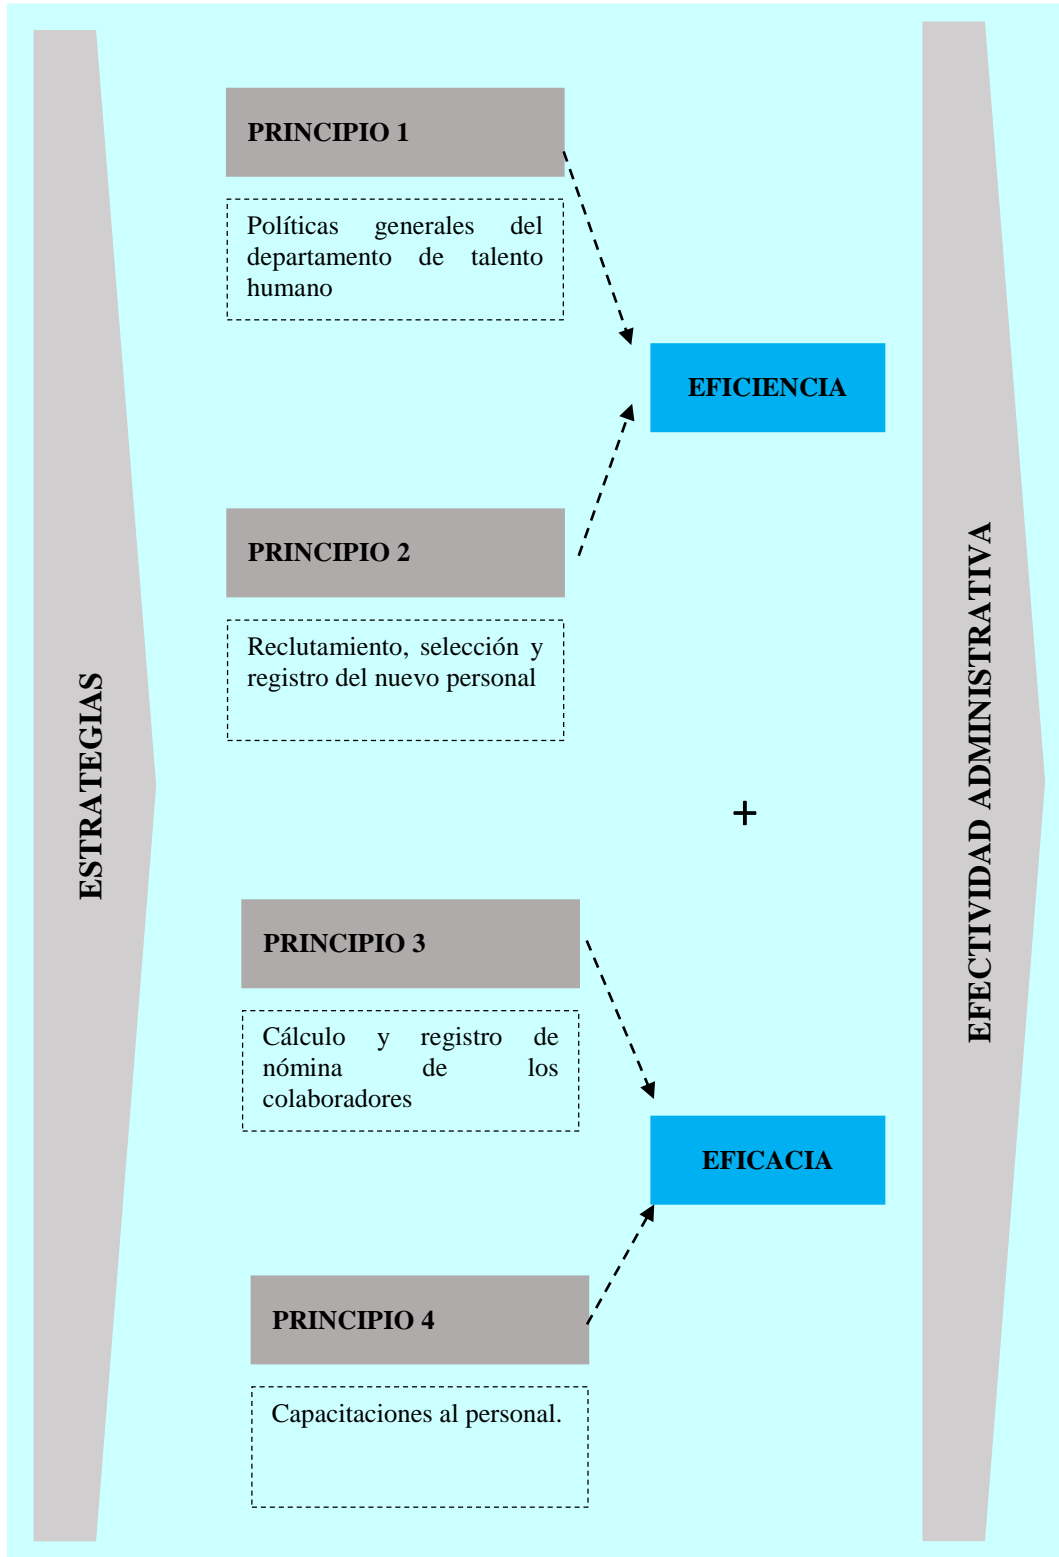 ESTRATEGIAS
PRINCIPIO 1
Políticas generales del
departamento de talento
humano
EFICIENCIA
PRINCIPIO 2
Reclutamiento, selección y
registro del nuevo personal
+
PRINCIPIO 3
Cálculo y registro de
nómina de los
colaboradores
EFICACIA
PRINCIPIO 4
Capacitaciones al personal.
EFECTIVIDAD ADMINISTRATIVA